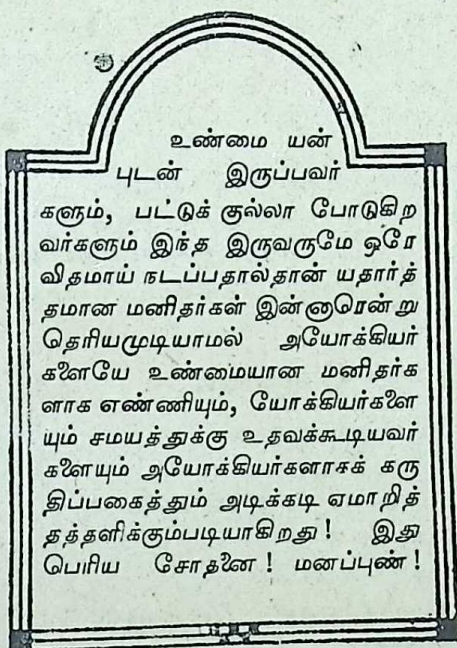 உண்மை யன்
புடன் இருப்பவர்
களும், பட்டுக் குல்லா போடுகிற
வர்களும் இந்த இருவருமே ஒரே
விதமாய் நடப்பதால்தான் யதார்த்
தமான மனிதர்கள் இன்னாரென்று
தெரியமுடியாமல் அயோக்கியர்
களையே உண்மையான மனிதர்க
ளாக எண்ணியும், யோக்கியர்களை
யும் சமயத்துக்கு உதவக்கூடியவர்
களையும் அயோக்கியர்களாசக் கரு
திப்பகைத்தும் அடிக்கடி ஏமாறித்
தத்தளிக்கும்படியாகிறது! இது
பெரிய சோதனை! மனப்புண்!